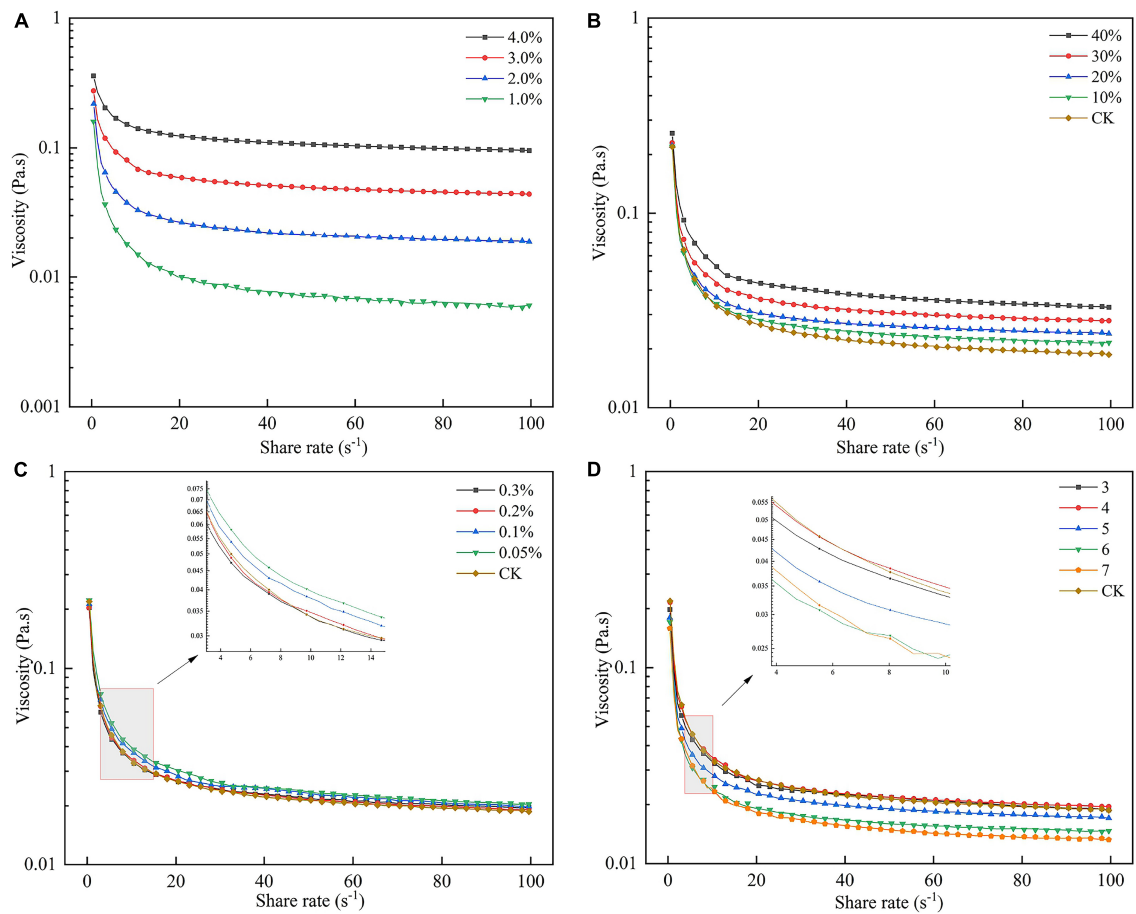 A
1
0.1
0.01
0.001
Viscosity (Pa.s)
4.0%
3.0%
2.0%
1.0%
0 20 40 60 80 100
Share rate (s-1)
B
1
0.1
0.01
Viscosity (Pa.s)
40%
30%
20%
10%
CK
0 20 40 60 80 100
Share rate (s-1)
C
1
0.1
0.01
Viscosity (Pa.s)
0.075
0.07
0.065
0.06
0.055
0.05
0.045
0.04
0.035
0.03
4 6 8 10 12 14
0.3%
0.2%
0.1%
0.05%
CK
0 20 40 60 80 100
Share rate (s-1)
D
1
0.1
0.01
Viscosity (Pa.s)
0.055
0.05
0.045
0.04
0.035
0.03
0.025
4 6 8 10
3
4
5
6
7
CK
0 20 40 60 80 100
Share rate (s-1)